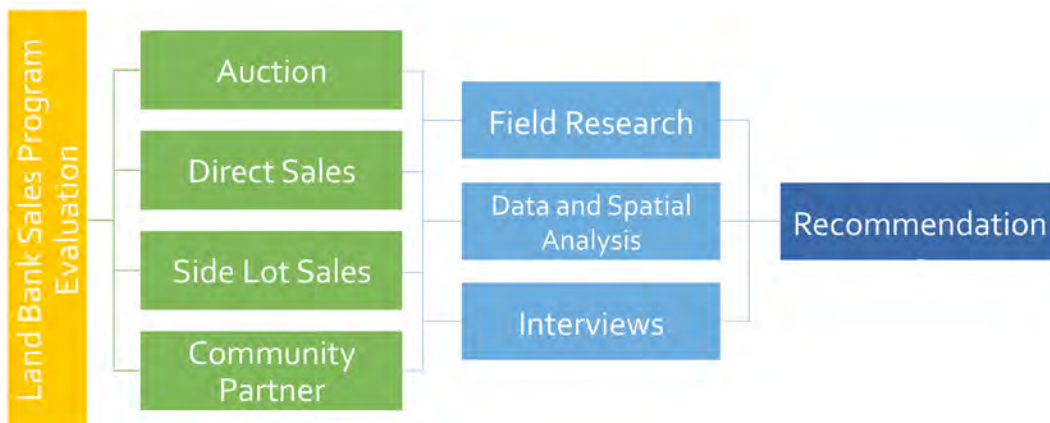 Land Bank Sales Program
Evaluation
Auction
Direct Sales
Side Lot Sales
Community
Partner
Field Research
Data and Spatial
Analysis
Interviews
Recommendation